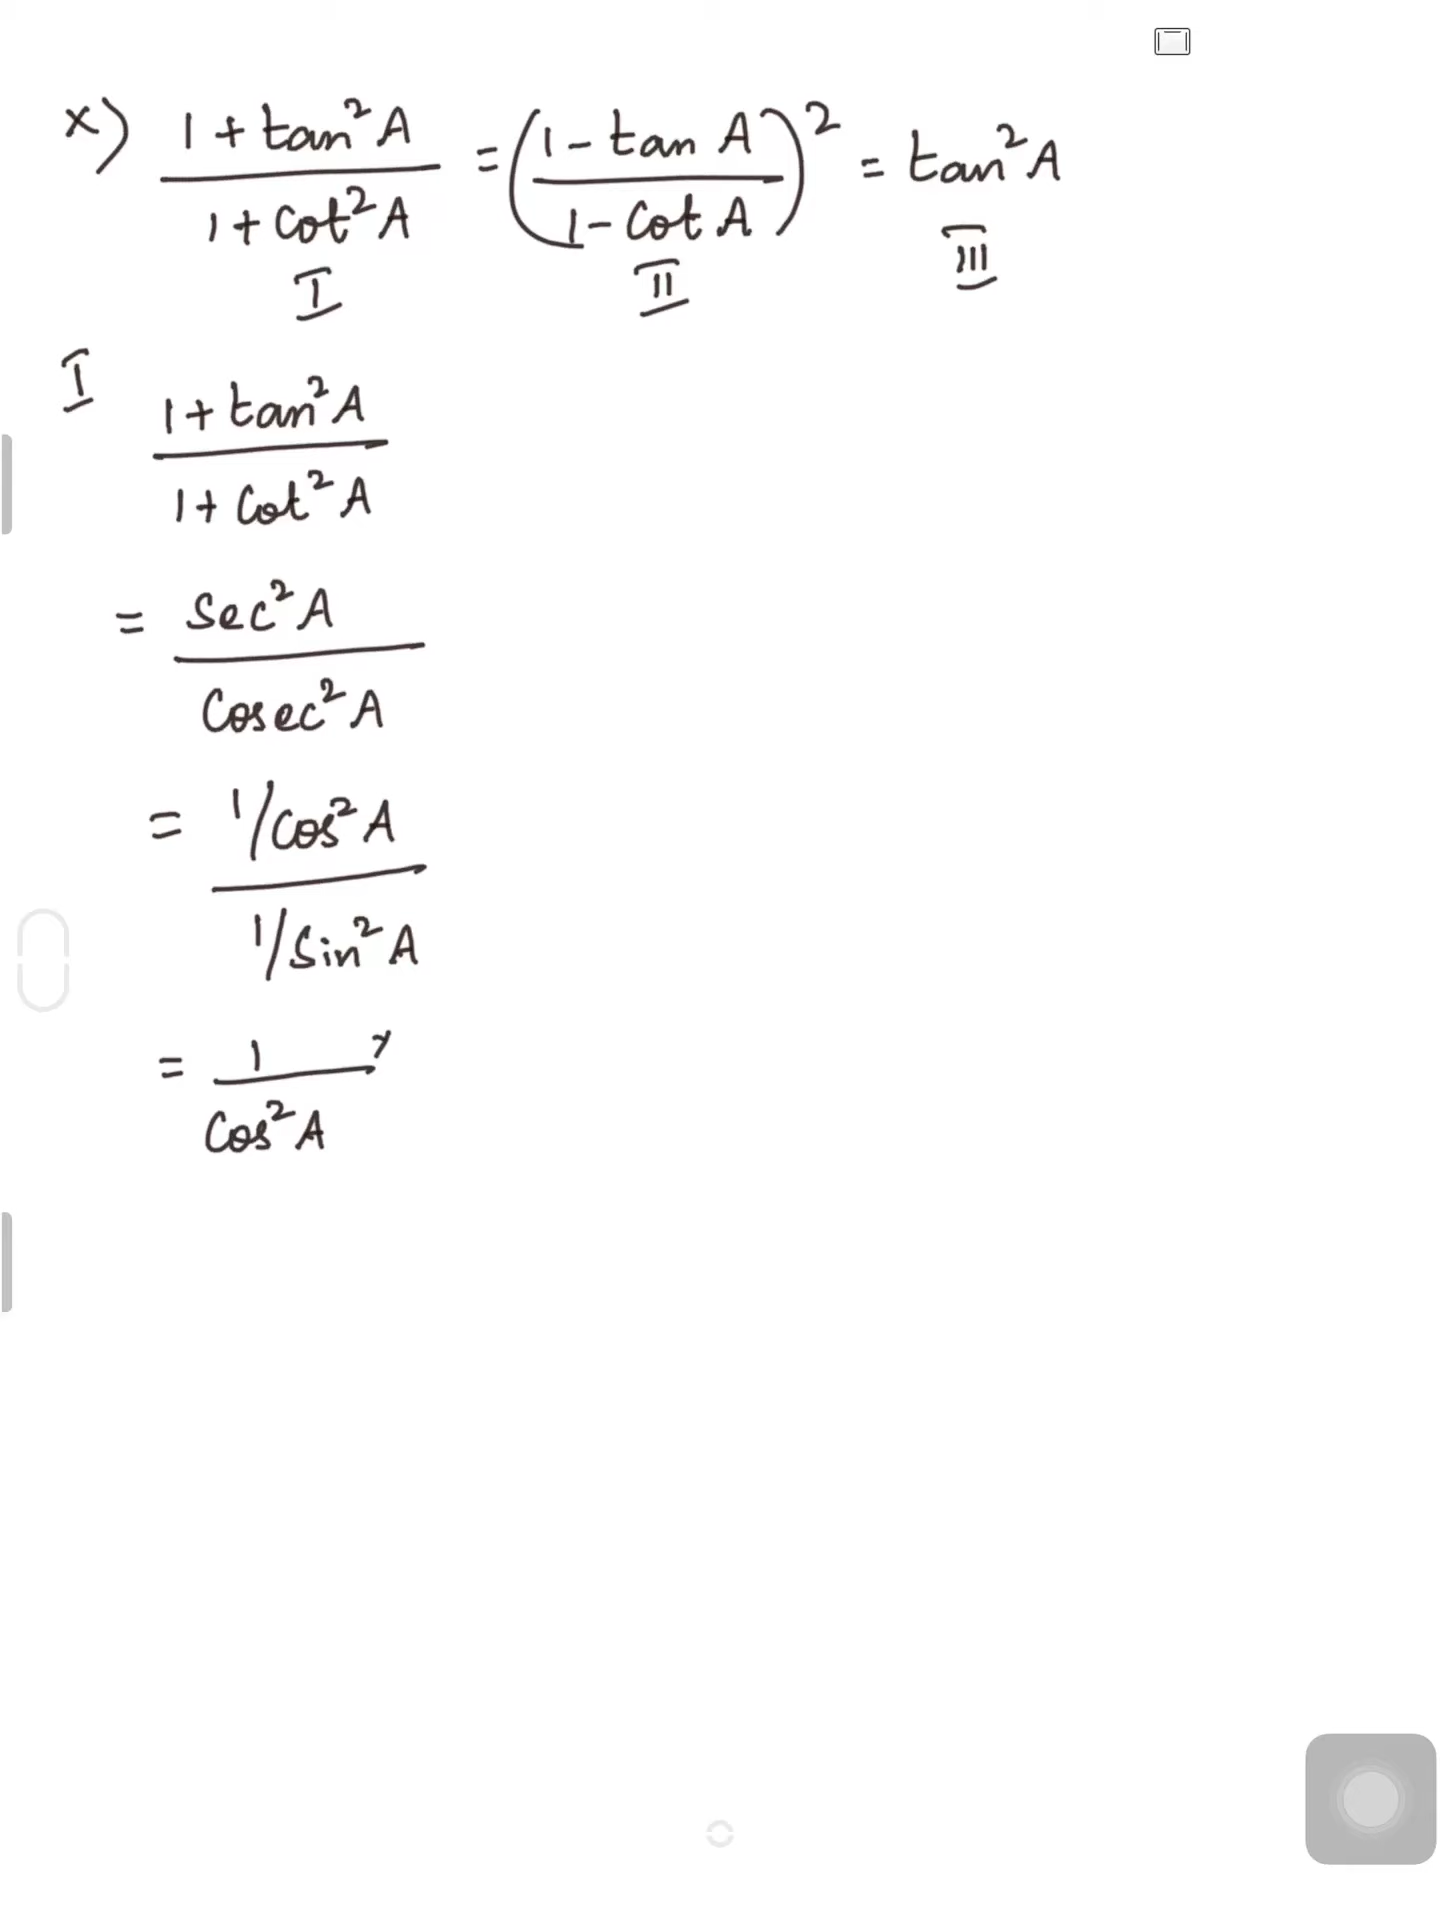 x) 1 + tan²A / 1 + Cot²A = (1 - tan A / 1 - Cot A)² = tan²A
I II III
I 1 + tan²A / 1 + Cot²A
= Sec²A / Cosec²A
= 1/Cos²A / 1/Sin²A
= 1 / Cos²A